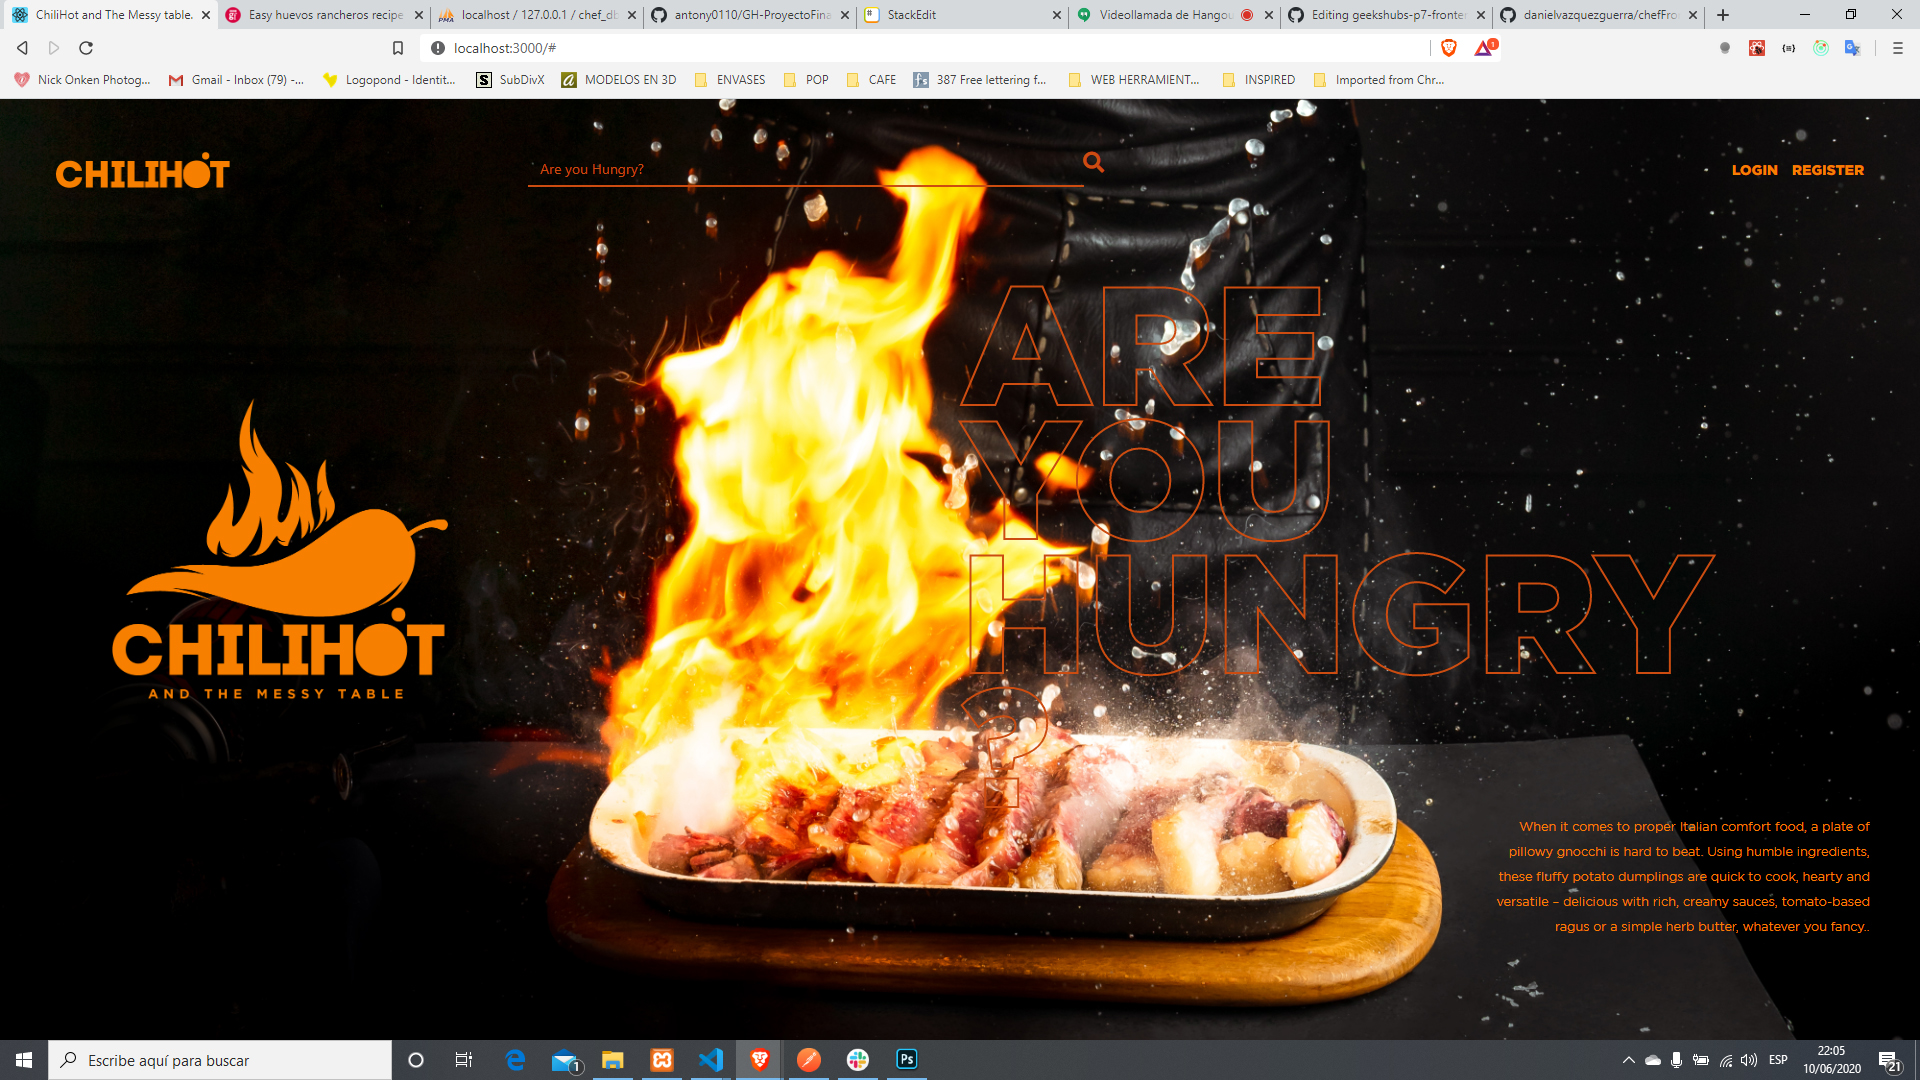 ChiliHot and The Messy table.
Easy huevos rancheros recipe
localhost / 127.0.0.1 / chef_db
antony0110/GH-ProyectoFina
StackEdit
Videollamada de Hangou
Editing geekshubs-p7-fronter
danielvazquezguerra/chefFro
localhost:3000/#
1
Nick Onken Photog...
Gmail - Inbox (79) -...
Logopond - Identit...
SubDivX
MODELOS EN 3D
ENVASES
POP
CAFE
387 Free lettering f...
WEB HERRAMIENT...
INSPIRED
Imported from Chr...
CHILIHOT
Are you Hungry?
LOGIN
REGISTER
ARE
YOU
HUNGRY
?
CHILIHOT
AND THE MESSY TABLE
When it comes to proper Italian comfort food, a plate of
pillowy gnocchi is hard to beat. Using humble ingredients,
these fluffy potato dumplings are quick to cook, hearty and
versatile – delicious with rich, creamy sauces, tomato-based
ragus or a simple herb butter, whatever you fancy..
Escribe aquí para buscar
1
Ps
ESP
22:05
10/06/2020
21